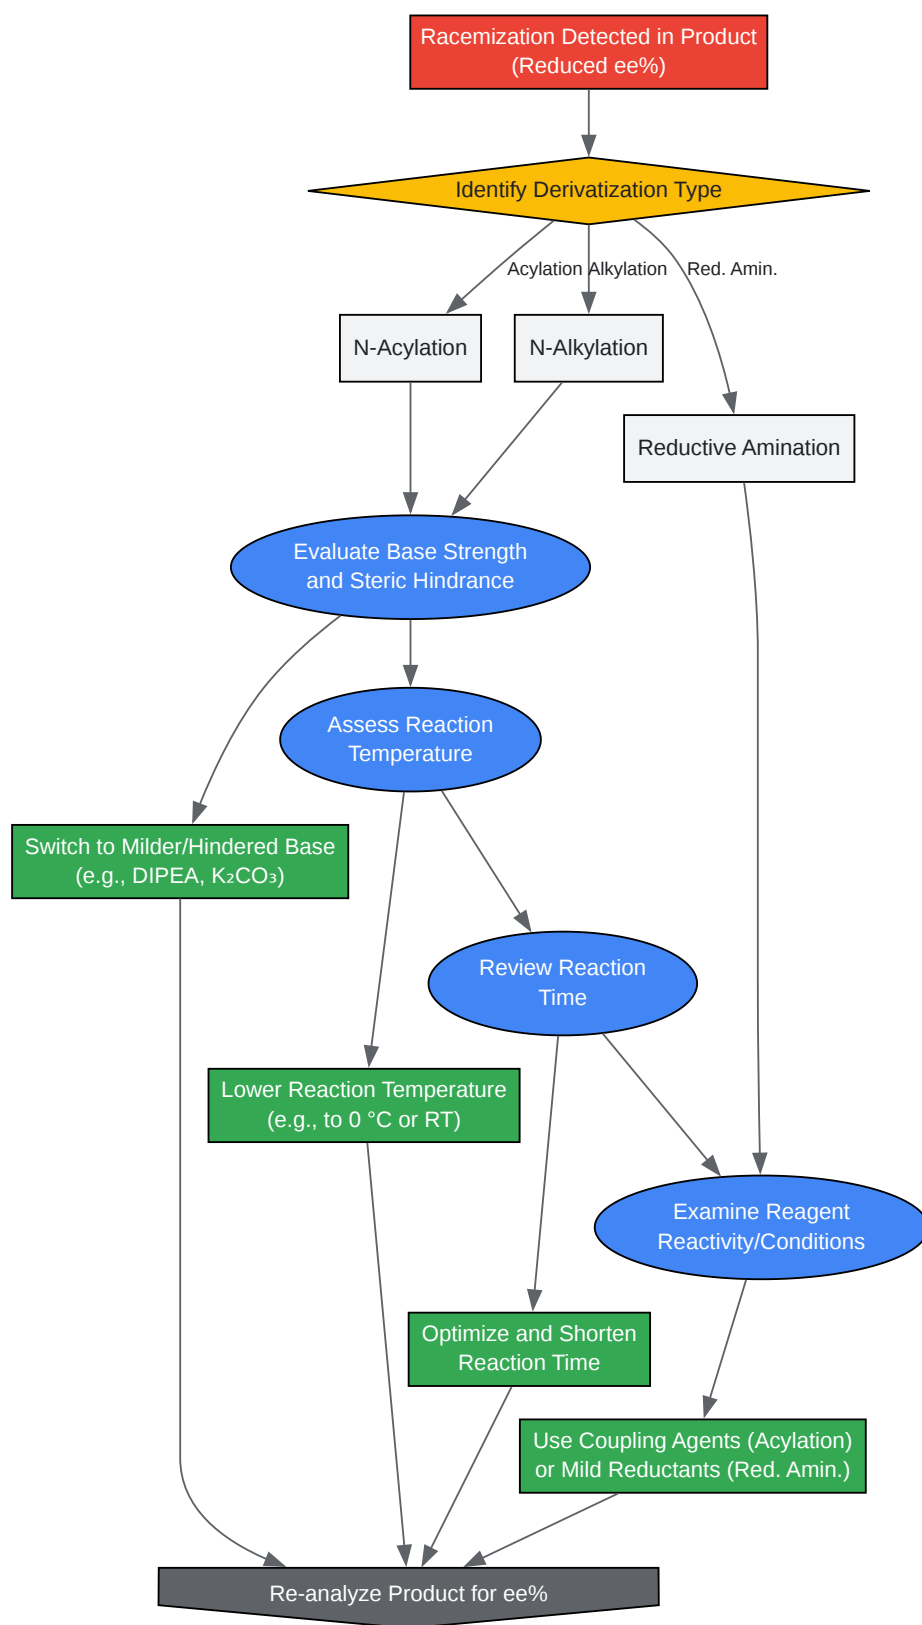 Racemization Detected in Product
(Reduced ee%)
Identify Derivatization Type
Acylation
Alkylation
Red. Amin.
N-Acylation
N-Alkylation
Reductive Amination
Evaluate Base Strength
and Steric Hindrance
Assess Reaction
Temperature
Switch to Milder/Hindered Base
(e.g., DIPEA, K₂CO₃)
Review Reaction
Time
Lower Reaction Temperature
(e.g., to 0 °C or RT)
Examine Reagent
Reactivity/Conditions
Optimize and Shorten
Reaction Time
Use Coupling Agents (Acylation)
or Mild Reductants (Red. Amin.)
Re-analyze Product for ee%